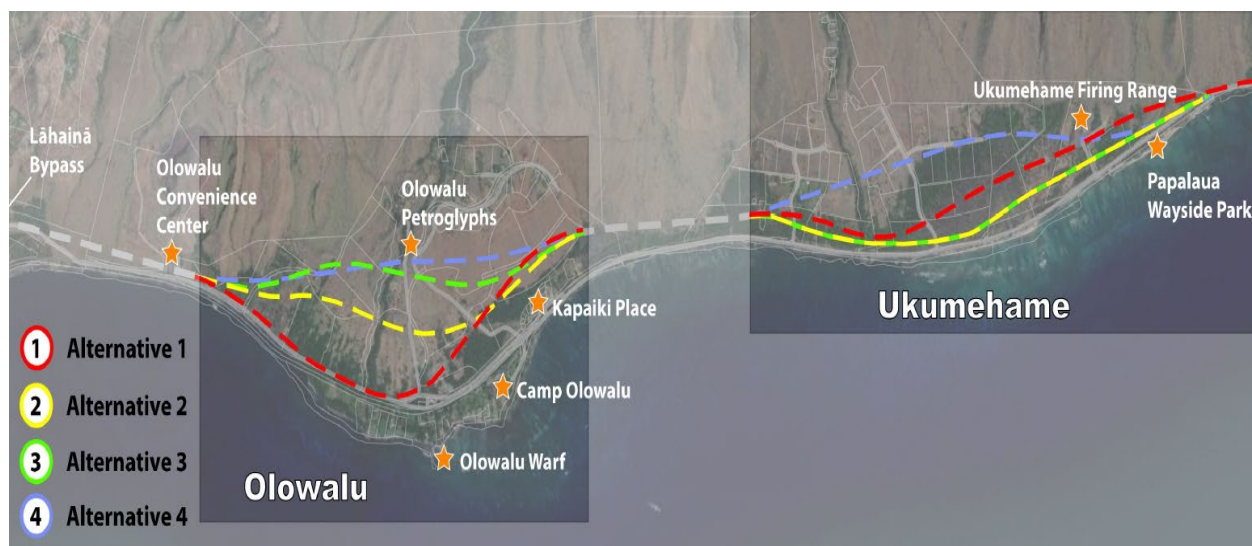 Lāhainā
Bypass
Olowalu
Convenience
Center
Olowalu
Petroglyphs
Kapaiki Place
Camp Olowalu
Olowalu Warf
Olowalu
Ukumehame Firing Range
Papalaua
Wayside Park
Ukumehame
1 Alternative 1
2 Alternative 2
3 Alternative 3
4 Alternative 4